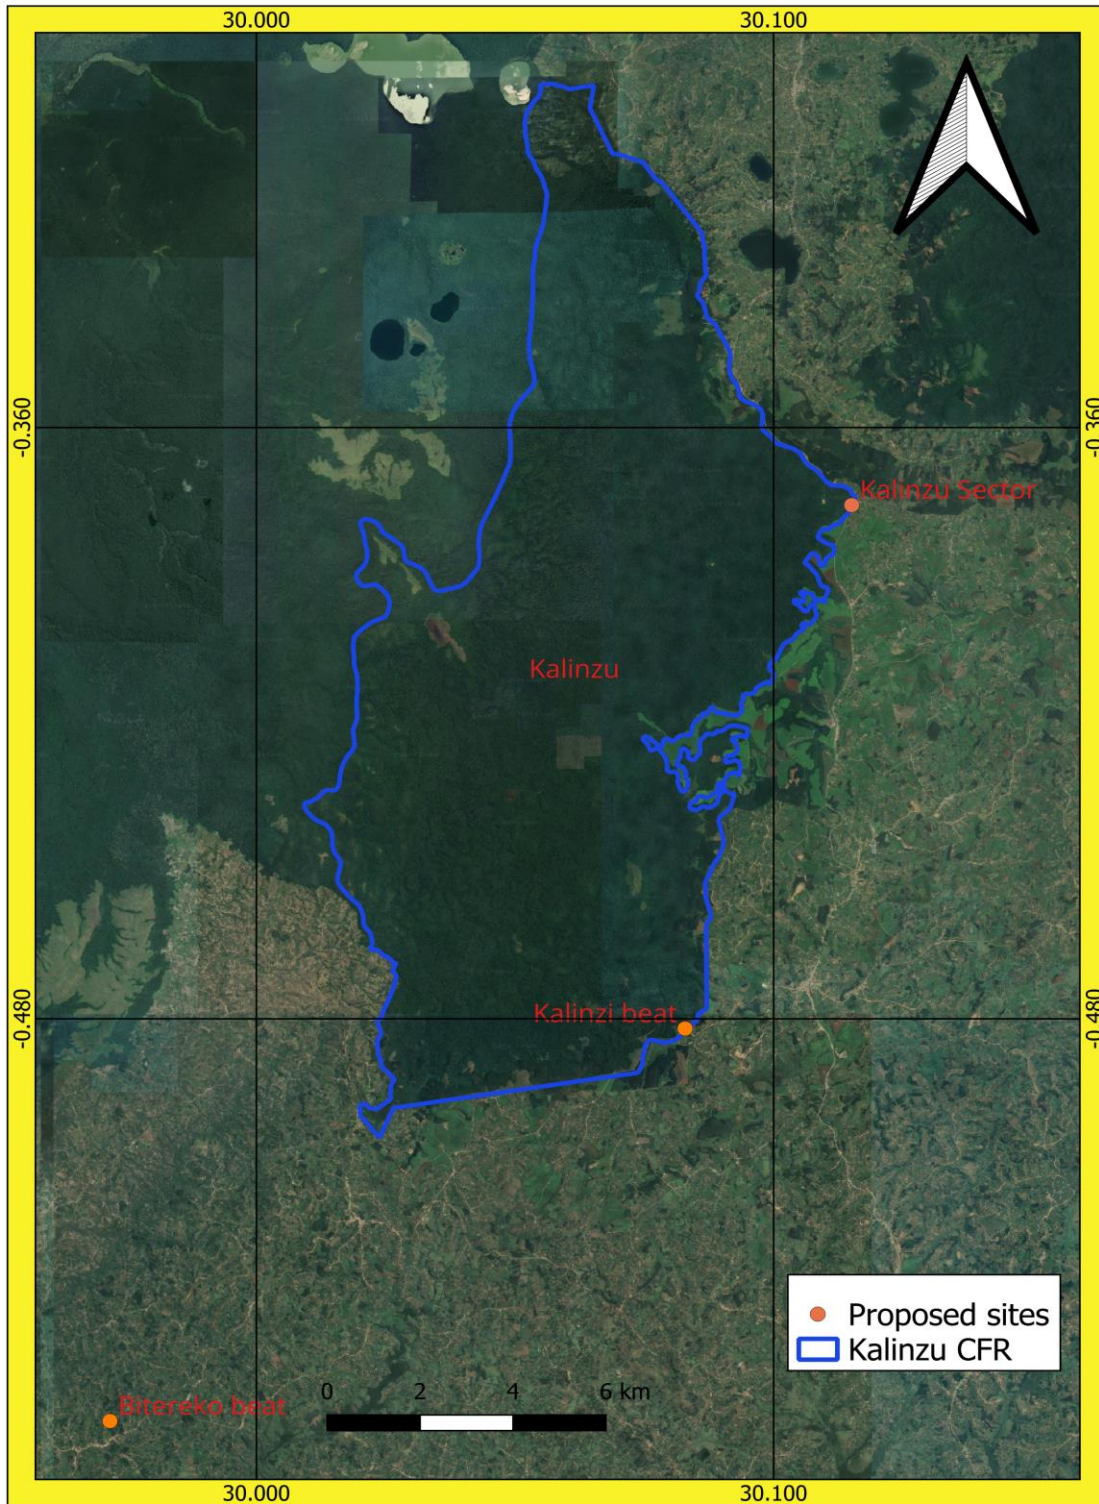 30.000
30.100
-0.360
-0.360
Kalinzu Sector
Kalinzu
Kalinzi beat
-0.480
-0.480
Proposed sites
Kalinzu CFR
0 2 4 6 km
Bitereko beat
30.000
30.100